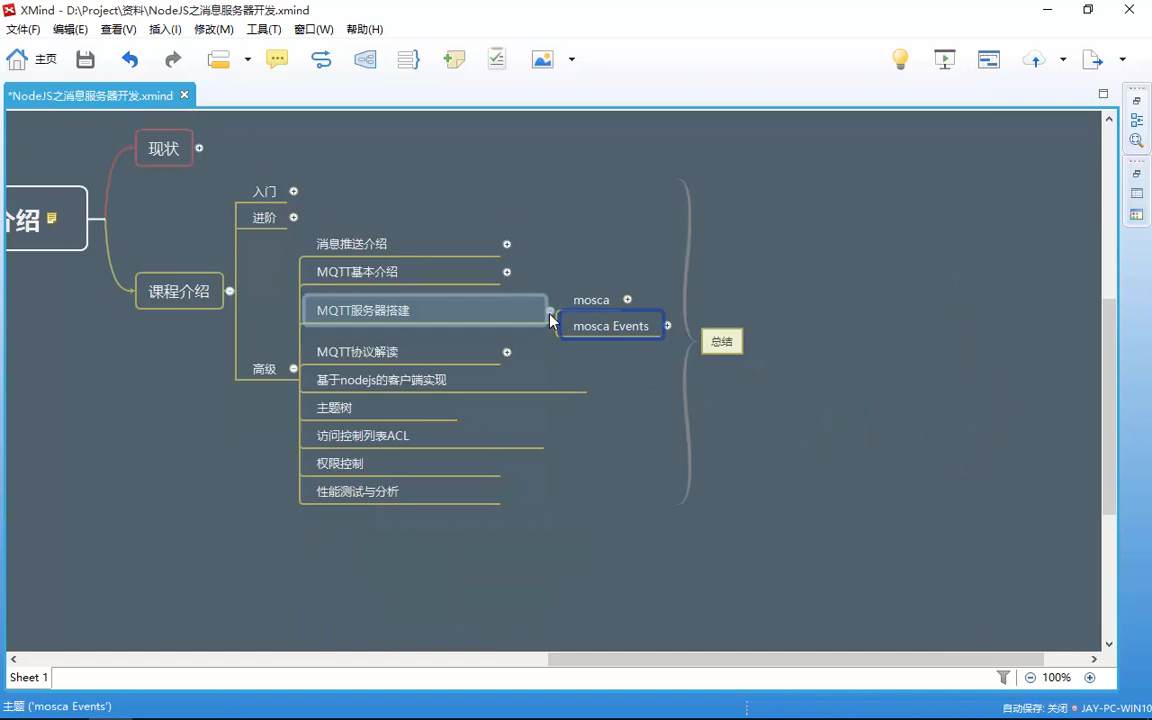 XMind - D:\Project\资料\NodeJS之消息服务器开发.xmind
文件(F) 编辑(E) 查看(V) 插入(I) 修改(M) 工具(T) 窗口(W) 帮助(H)
主页
*NodeJS之消息服务器开发.xmind
现状
介绍
入门
进阶
消息推送介绍
MQTT基本介绍
课程介绍
mosca
MQTT服务器搭建
mosca Events
总结
MQTT协议解读
高级
基于nodejs的客户端实现
主题树
访问控制列表ACL
权限控制
性能测试与分析
Sheet 1
100%
主题 ('mosca Events')
自动保存: 关闭
JAY-PC-WIN10